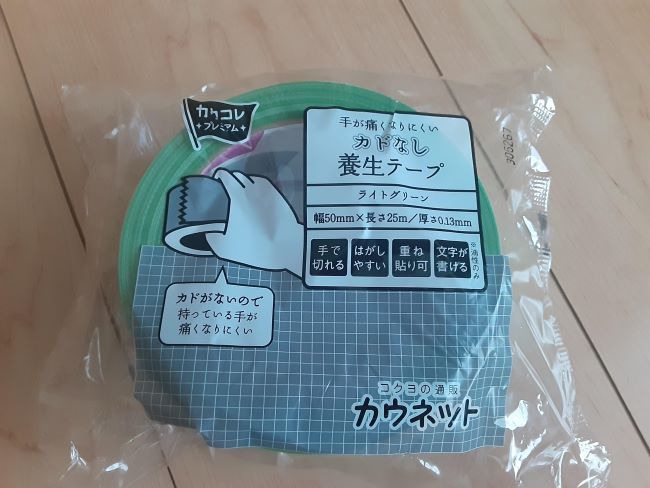 カウコレ
プレミアム
手が痛くなりにくい
カドなし
養生テープ
ライトグリーン
幅50mm×長さ25m／厚さ0.13mm
手で
切れる
はがし
やすい
重ね
貼り可
文字が
書ける
※油性のみ
306267
カドがないので
持っている手が
痛くなりにくい
コクヨの通販
カウネット